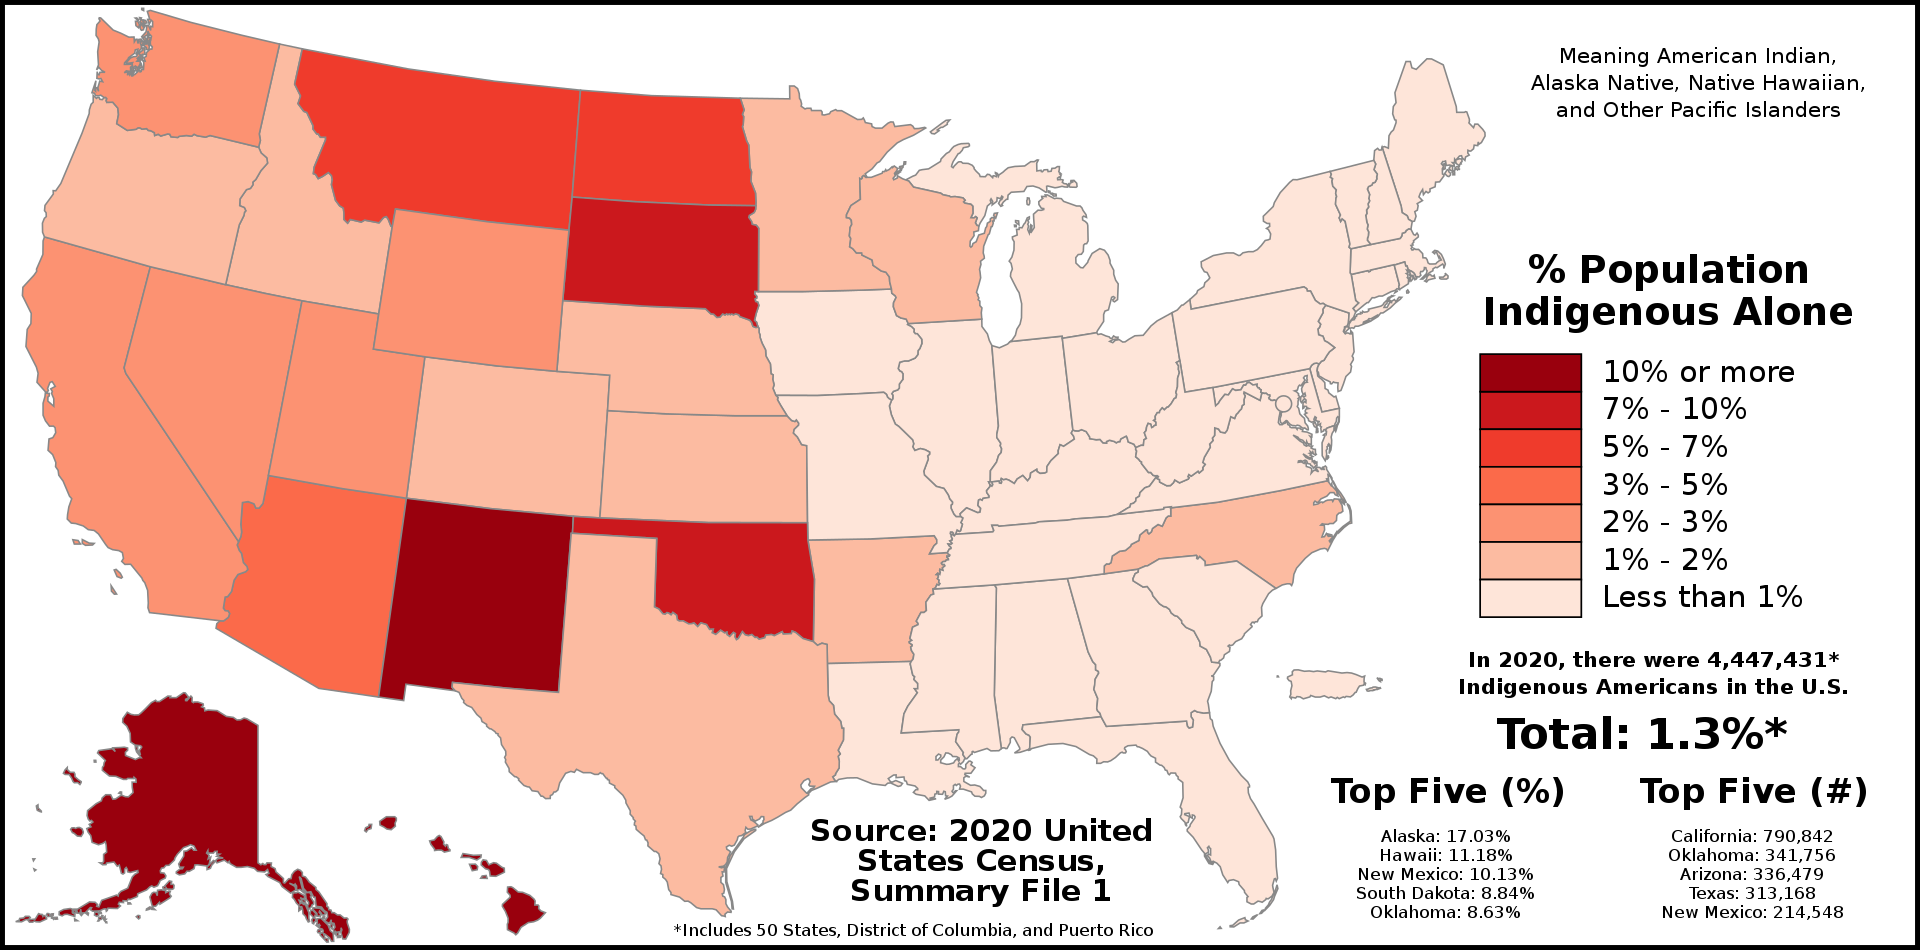 Meaning American Indian,
Alaska Native, Native Hawaiian,
and Other Pacific Islanders
% Population
Indigenous Alone
10% or more
7% - 10%
5% - 7%
3% - 5%
2% - 3%
1% - 2%
Less than 1%
In 2020, there were 4,447,431*
Indigenous Americans in the U.S.
Total: 1.3%*
Top Five (%)
Alaska: 17.03%
Hawaii: 11.18%
New Mexico: 10.13%
South Dakota: 8.84%
Oklahoma: 8.63%
Top Five (#)
California: 790,842
Oklahoma: 341,756
Arizona: 336,479
Texas: 313,168
New Mexico: 214,548
Source: 2020 United
States Census,
Summary File 1
*Includes 50 States, District of Columbia, and Puerto Rico